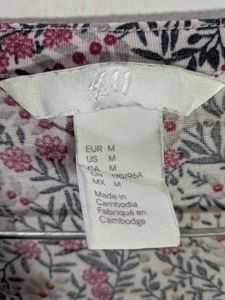 H&M
EUR M
US M
CA M
CN 170/96A
MX M
Made in
Cambodia
Fabriqué en
Cambodge